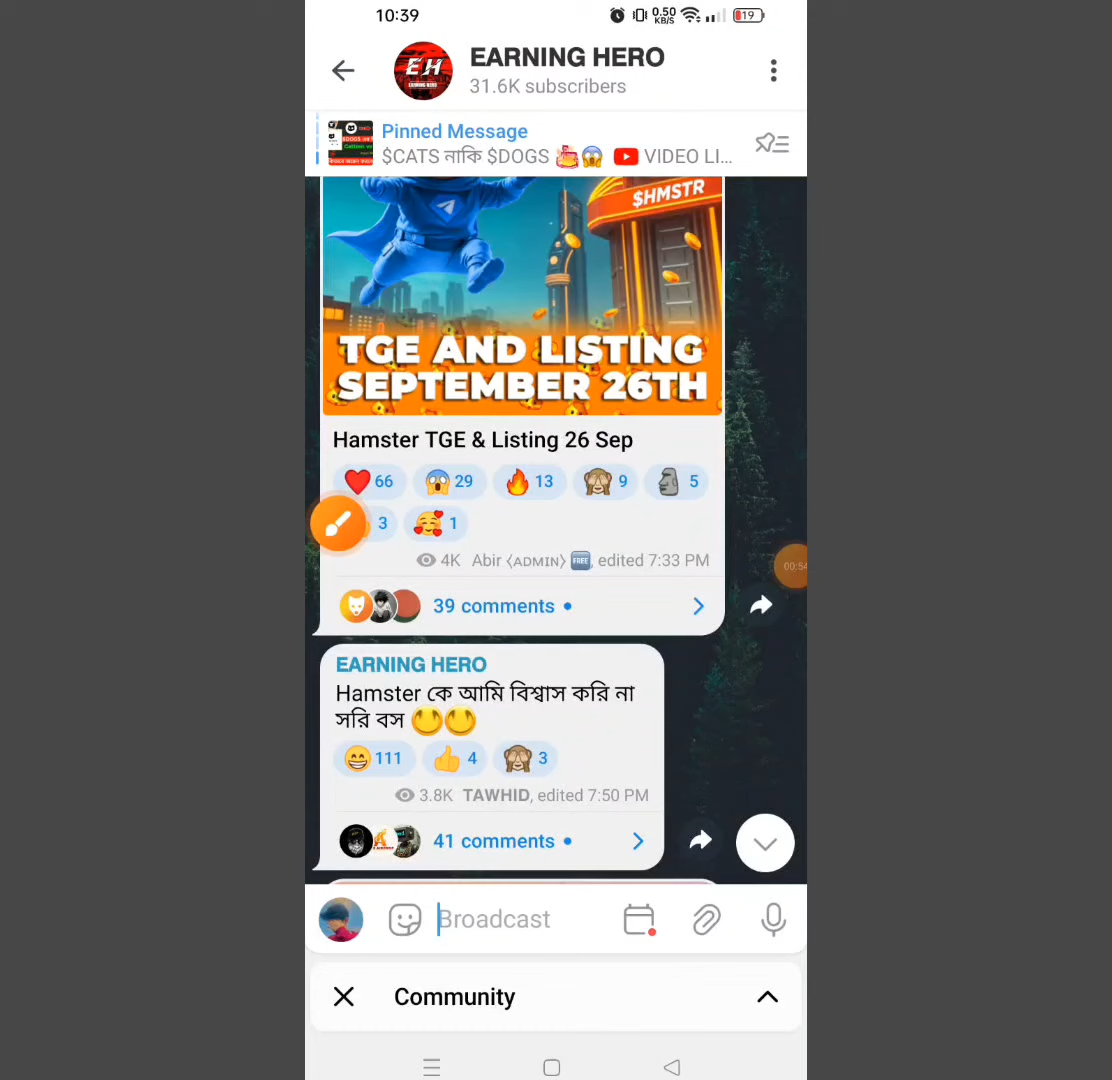 10:39
0.50
KB/S
19
EH
EARNING HERO
31.6K subscribers
Pinned Message
$CATS নাকি $DOGS 🎂😱 ▶️ VIDEO LI...
$HMSTR
TGE AND LISTING
SEPTEMBER 26TH
Hamster TGE & Listing 26 Sep
❤️ 66 😱 29 🔥 13 🙈 9 🗿 5
3 🥰 1
4K Abir ⟨ᴀᴅᴍɪɴ⟩ 🆓, edited 7:33 PM
00:54
39 comments
EARNING HERO
Hamster কে আমি বিশ্বাস করি না
সরি বস 🙃🙃
😁 111 👍 4 🙈 3
3.8K TAWHID, edited 7:50 PM
41 comments
Broadcast
Community